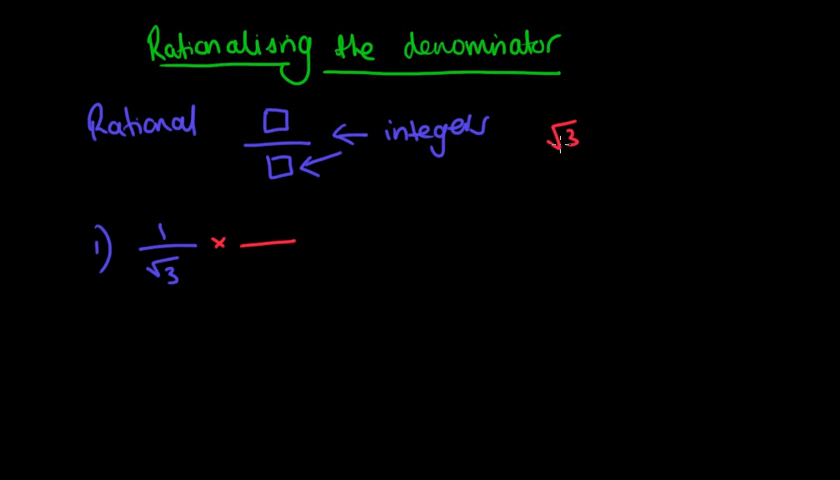 Rationalising the denominator
Rational □/□ ← integers √3
1) 1/√3 × —